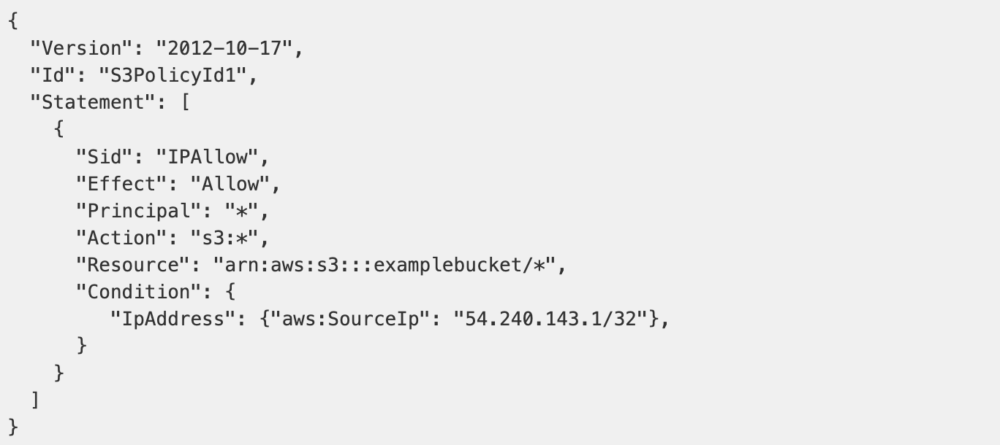 {
  "Version": "2012-10-17",
  "Id": "S3PolicyId1",
  "Statement": [
    {
      "Sid": "IPAllow",
      "Effect": "Allow",
      "Principal": "*",
      "Action": "s3:*",
      "Resource": "arn:aws:s3:::examplebucket/*",
      "Condition": {
         "IpAddress": {"aws:SourceIp": "54.240.143.1/32"},
      }
    }
  ]
}